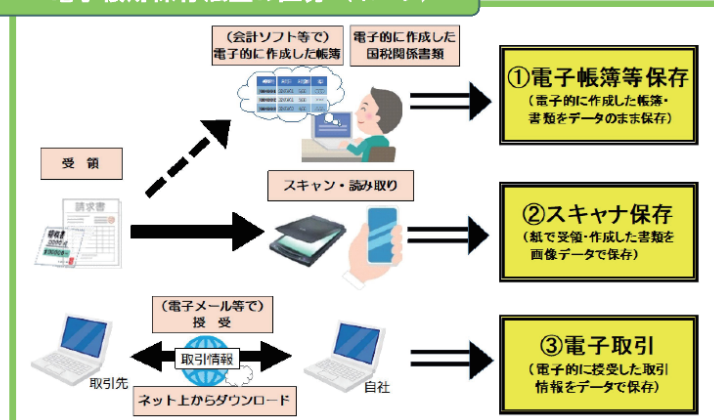 (会計ソフト等で)
電子的に作成した帳簿
電子的に作成した
国税関係書類
①電子帳簿等保存
(電子的に作成した帳簿・
書類をデータのまま保存)
受 領
請求書
領収書
スキャン・読み取り
②スキャナ保存
(紙で受領・作成した書類を
画像データで保存)
(電子メール等で)
授 受
取引情報
取引先
自社
ネット上からダウンロード
③電子取引
(電子的に授受した取引
情報をデータで保存)